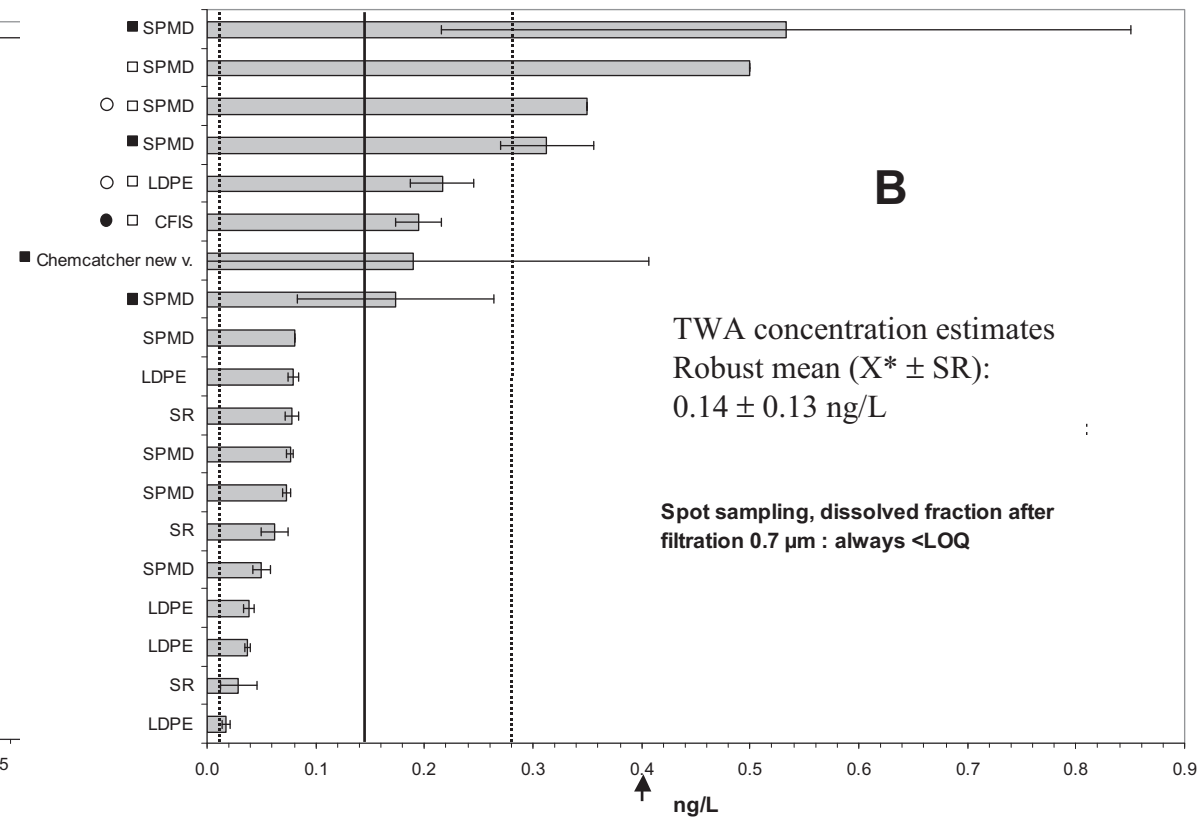 SPMD
SPMD
SPMD
SPMD
LDPE
CFIS
Chemcatcher new v.
SPMD
SPMD
LDPE
SR
SPMD
SPMD
SR
SPMD
LDPE
LDPE
SR
LDPE
B
TWA concentration estimates
Robust mean (X* ± SR):
0.14 ± 0.13 ng/L
:
Spot sampling, dissolved fraction after
filtration 0.7 µm : always <LOQ
5
0.0 0.1 0.2 0.3 0.4 0.5 0.6 0.7 0.8 0.9
ng/L